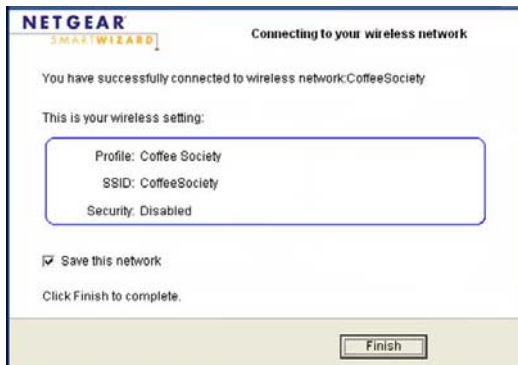 NETGEAR
SMARTWIZARD
Connecting to your wireless network
You have successfully connected to wireless network:CoffeeSociety
This is your wireless setting:
Profile: Coffee Society
SSID: CoffeeSociety
Security: Disabled
Save this network
Click Finish to complete.
Finish